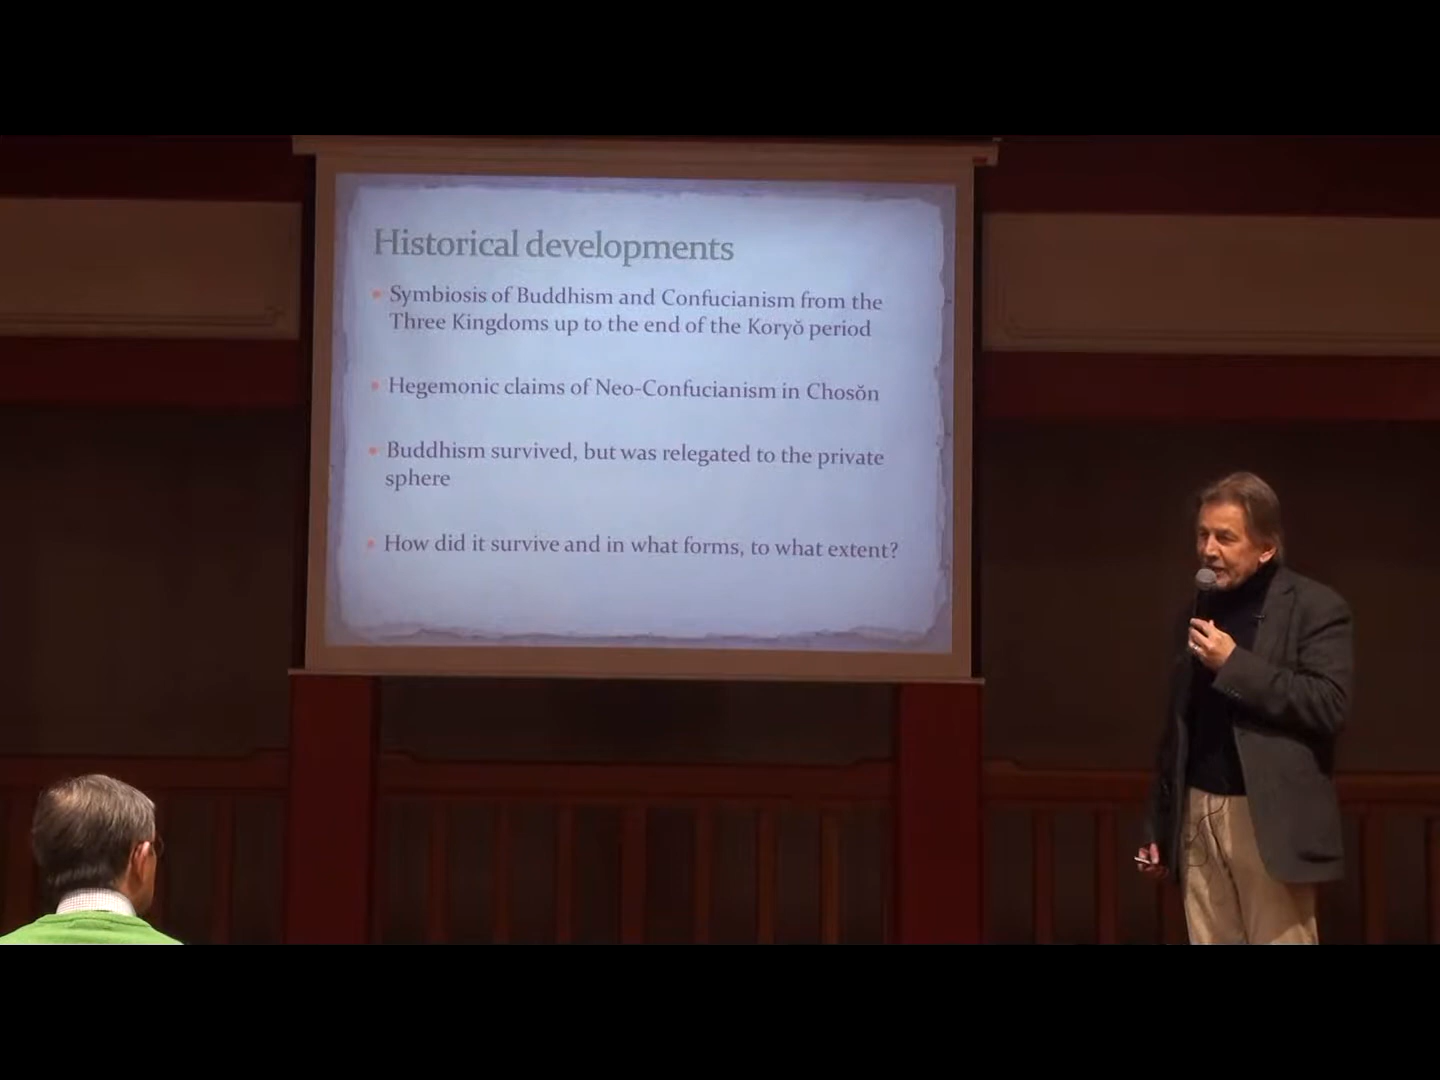 Historical developments
Symbiosis of Buddhism and Confucianism from the
Three Kingdoms up to the end of the Koryŏ period
Hegemonic claims of Neo-Confucianism in Chosŏn
Buddhism survived, but was relegated to the private
sphere
How did it survive and in what forms, to what extent?